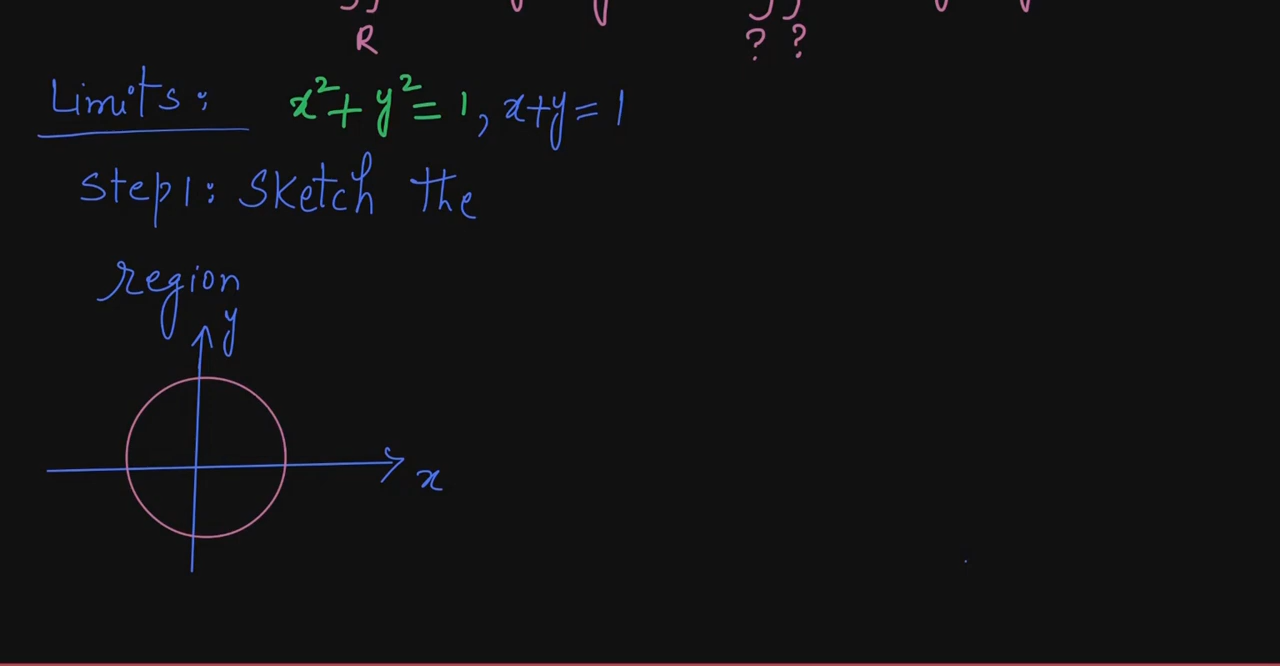 R ? ?
Limits: x² + y² = 1, x+y = 1
Step1: Sketch the
region
y
x